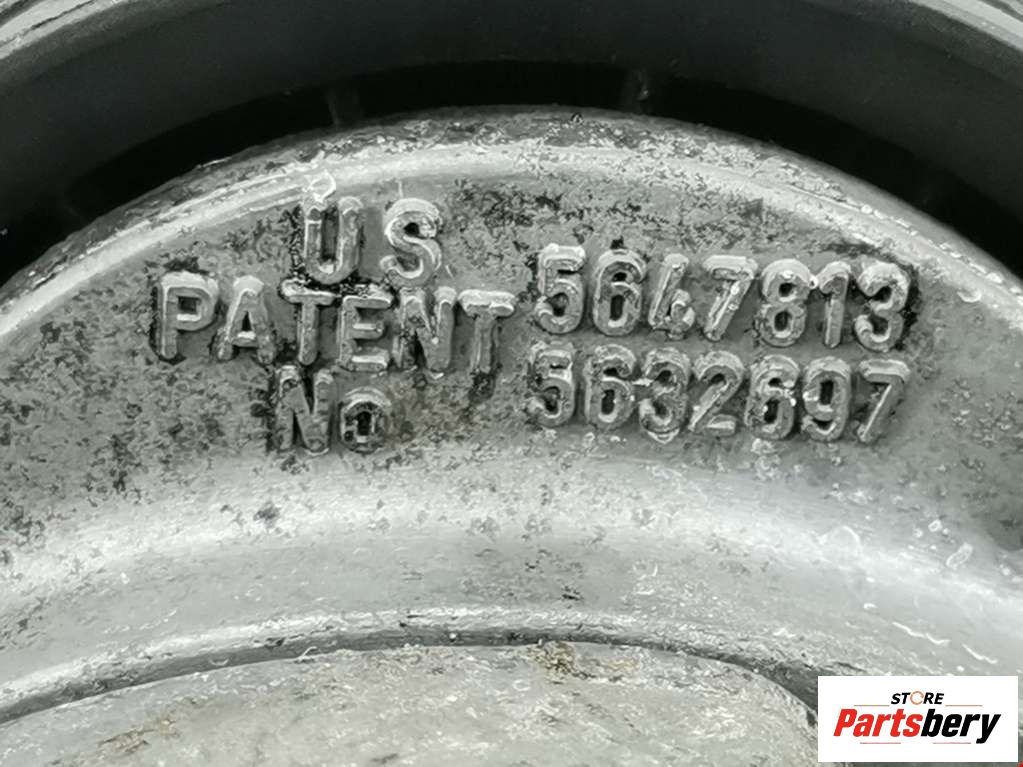 US
PATENT
No
5647813
5632697
STORE
Partsbery